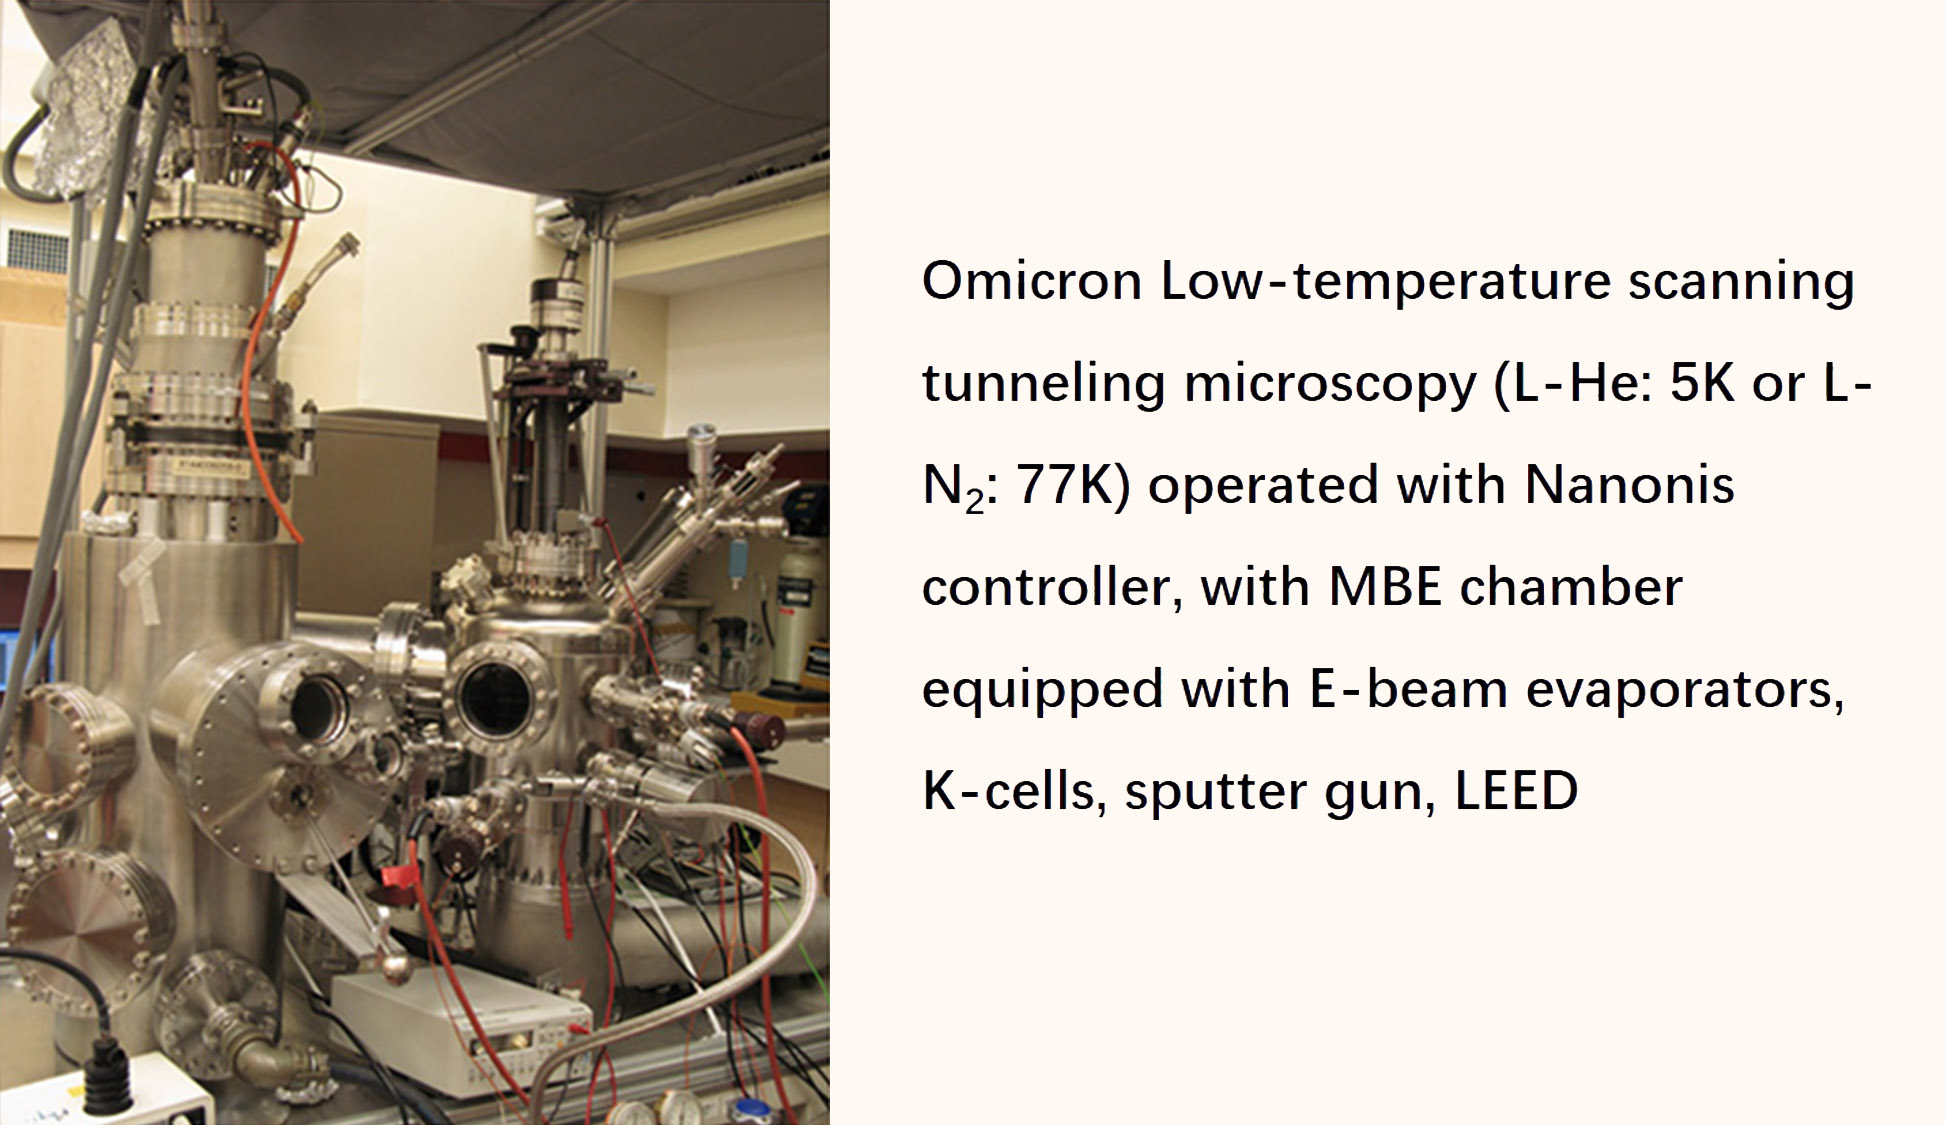 Omicron Low-temperature scanning
tunneling microscopy (L-He: 5K or L-
N₂: 77K) operated with Nanonis
controller, with MBE chamber
equipped with E-beam evaporators,
K-cells, sputter gun, LEED